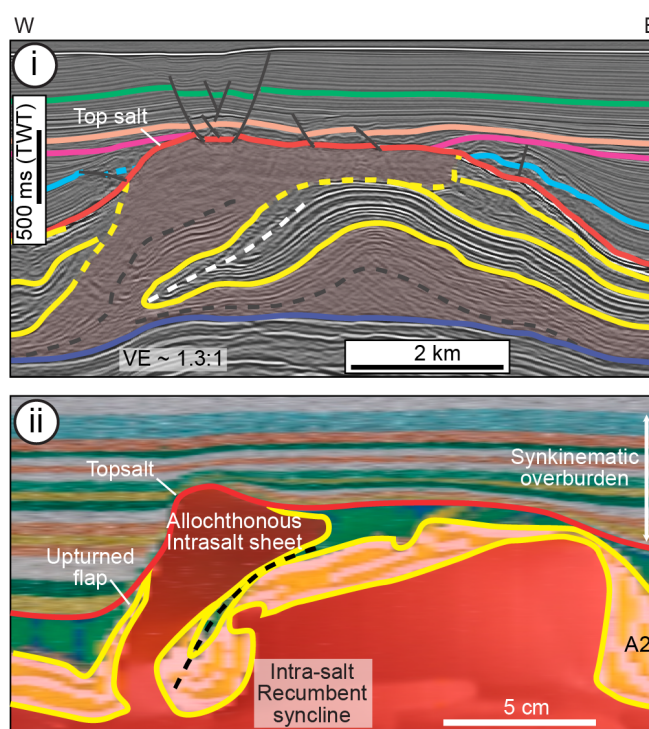 W
E
i
Top salt
500 ms (TWT)
VE ~ 1.3:1
2 km
ii
Topsalt
Synkinematic
overburden
Allochthonous
Intrasalt sheet
Upturned
flap
A2
Intra-salt
Recumbent
syncline
5 cm